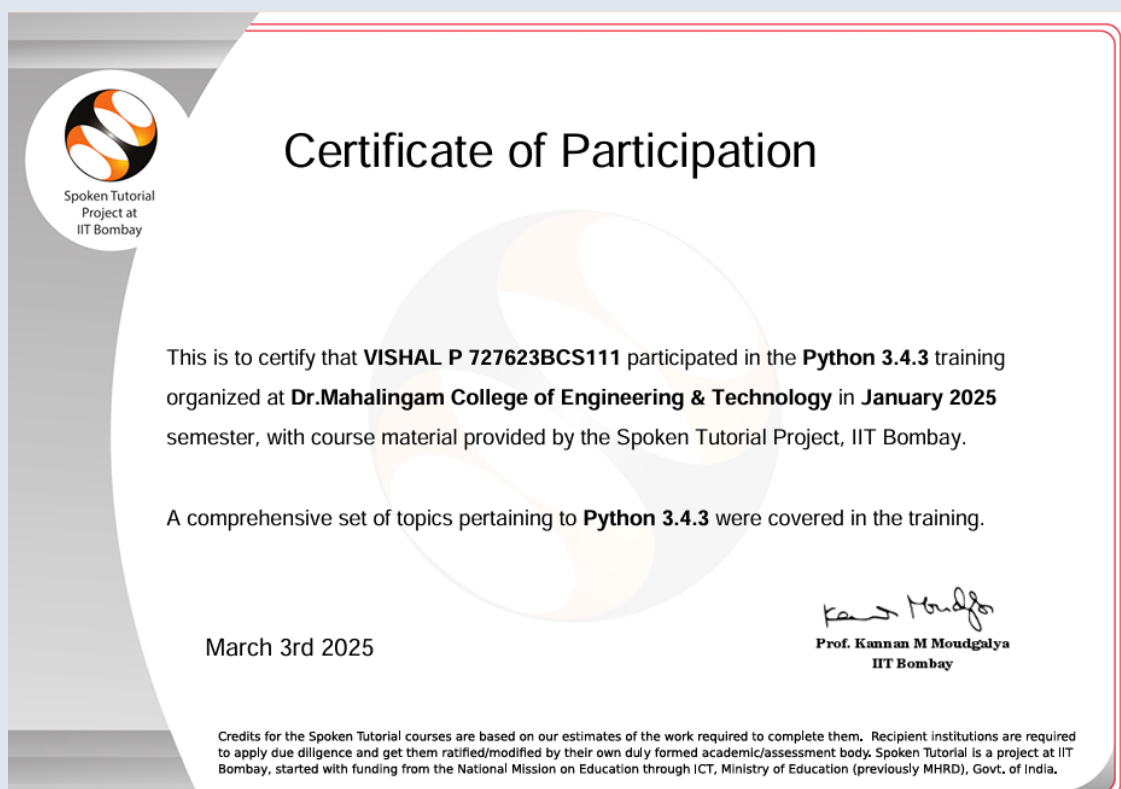 Spoken Tutorial
Project at
IIT Bombay
Certificate of Participation
This is to certify that VISHAL P 727623BCS111 participated in the Python 3.4.3 training
organized at Dr.Mahalingam College of Engineering & Technology in January 2025
semester, with course material provided by the Spoken Tutorial Project, IIT Bombay.
A comprehensive set of topics pertaining to Python 3.4.3 were covered in the training.
March 3rd 2025
Prof. Kannan M Moudgalya
IIT Bombay
Credits for the Spoken Tutorial courses are based on our estimates of the work required to complete them. Recipient institutions are required
to apply due diligence and get them ratified/modified by their own duly formed academic/assessment body. Spoken Tutorial is a project at IIT
Bombay, started with funding from the National Mission on Education through ICT, Ministry of Education (previously MHRD), Govt. of India.